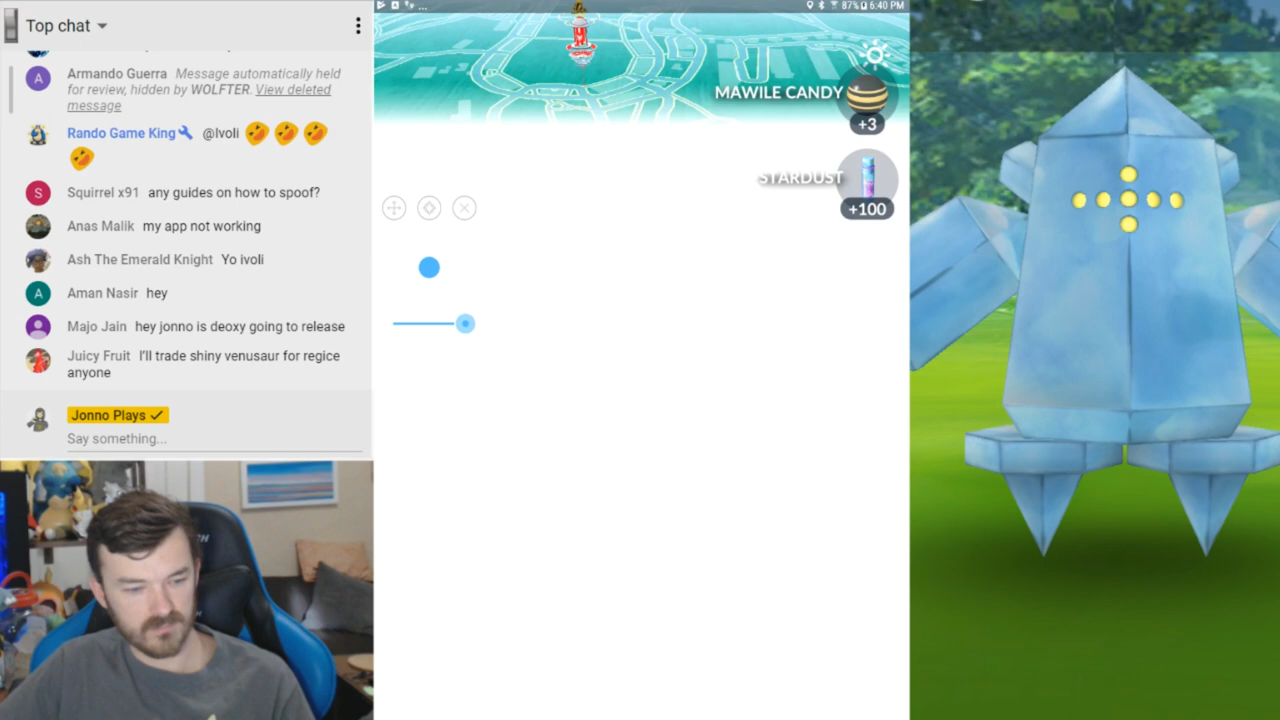 Top chat
A
Armando Guerra Message automatically held
for review, hidden by WOLFTER. View deleted
message
Rando Game King @Ivoli
S
Squirrel x91 any guides on how to spoof?
Anas Malik my app not working
Ash The Emerald Knight Yo ivoli
A
Aman Nasir hey
Majo Jain hey jonno is deoxy going to release
Juicy Fruit I'll trade shiny venusaur for regice
anyone
Jonno Plays
Say something...
... 87% 6:40 PM
MAWILE CANDY
+3
STARDUST
+100